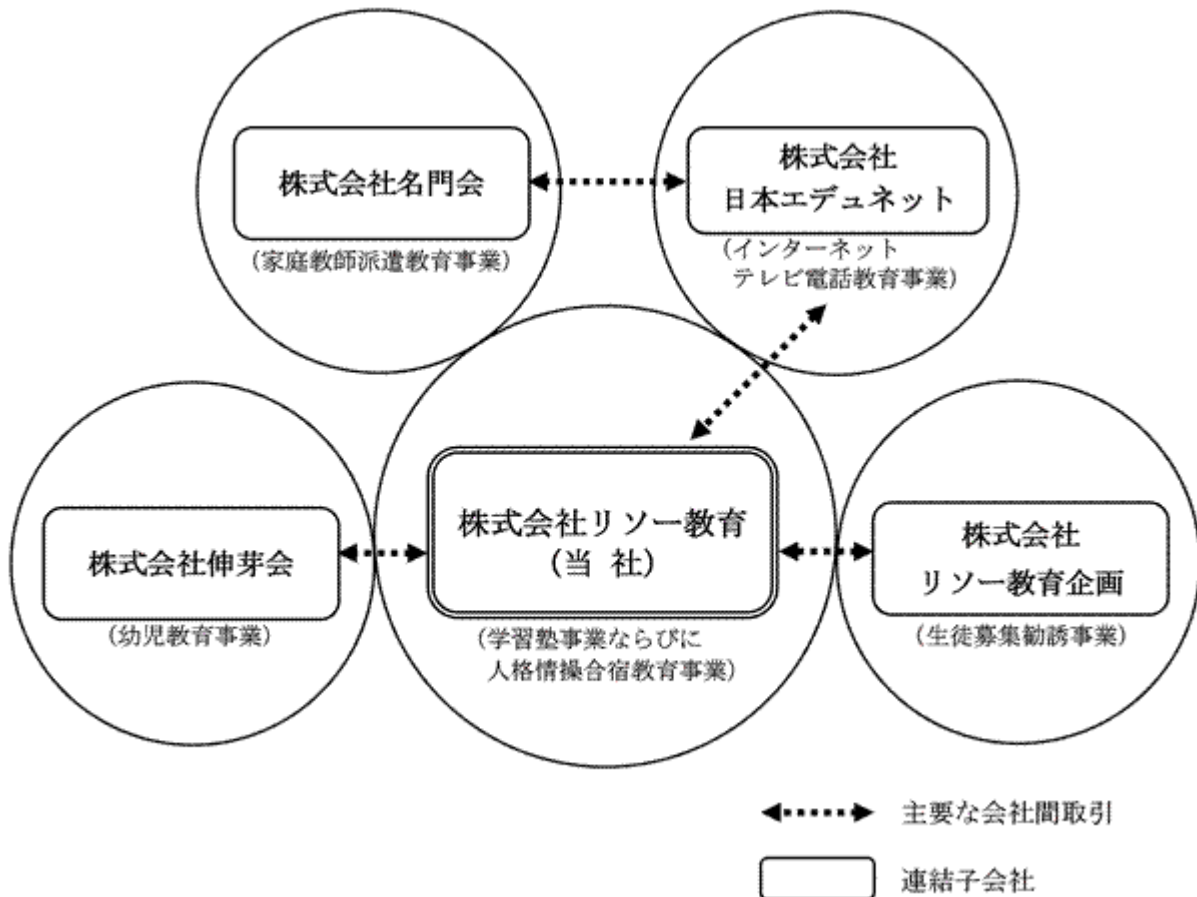 株式会社名門会
(家庭教師派遣教育事業)
株式会社
日本エデュネット
(インターネット
テレビ電話教育事業)
株式会社伸芽会
(幼児教育事業)
株式会社リソー教育
(当 社)
(学習塾事業ならびに
人格情操合宿教育事業)
株式会社
リソー教育企画
(生徒募集勧誘事業)
主要な会社間取引
連結子会社